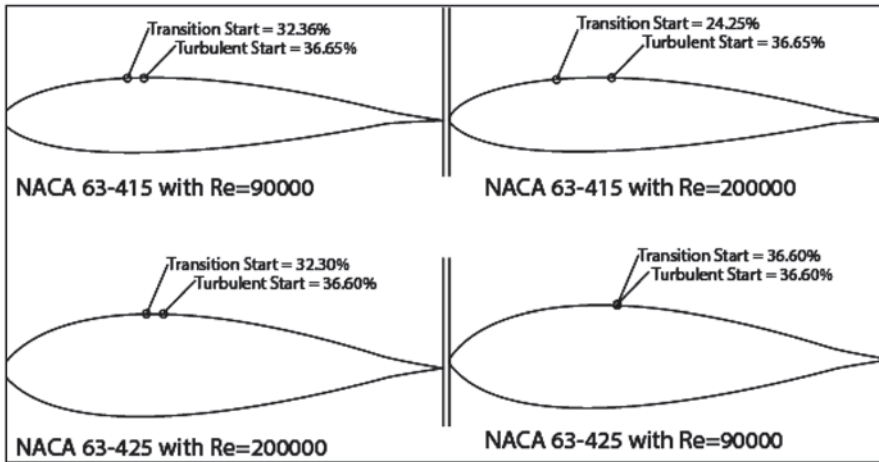 Transition Start = 32.36%
Turbulent Start = 36.65%
NACA 63-415 with Re=90000
Transition Start = 24.25%
Turbulent Start = 36.65%
NACA 63-415 with Re=200000
Transition Start = 32.30%
Turbulent Start = 36.60%
NACA 63-425 with Re=200000
Transition Start = 36.60%
Turbulent Start = 36.60%
NACA 63-425 with Re=90000